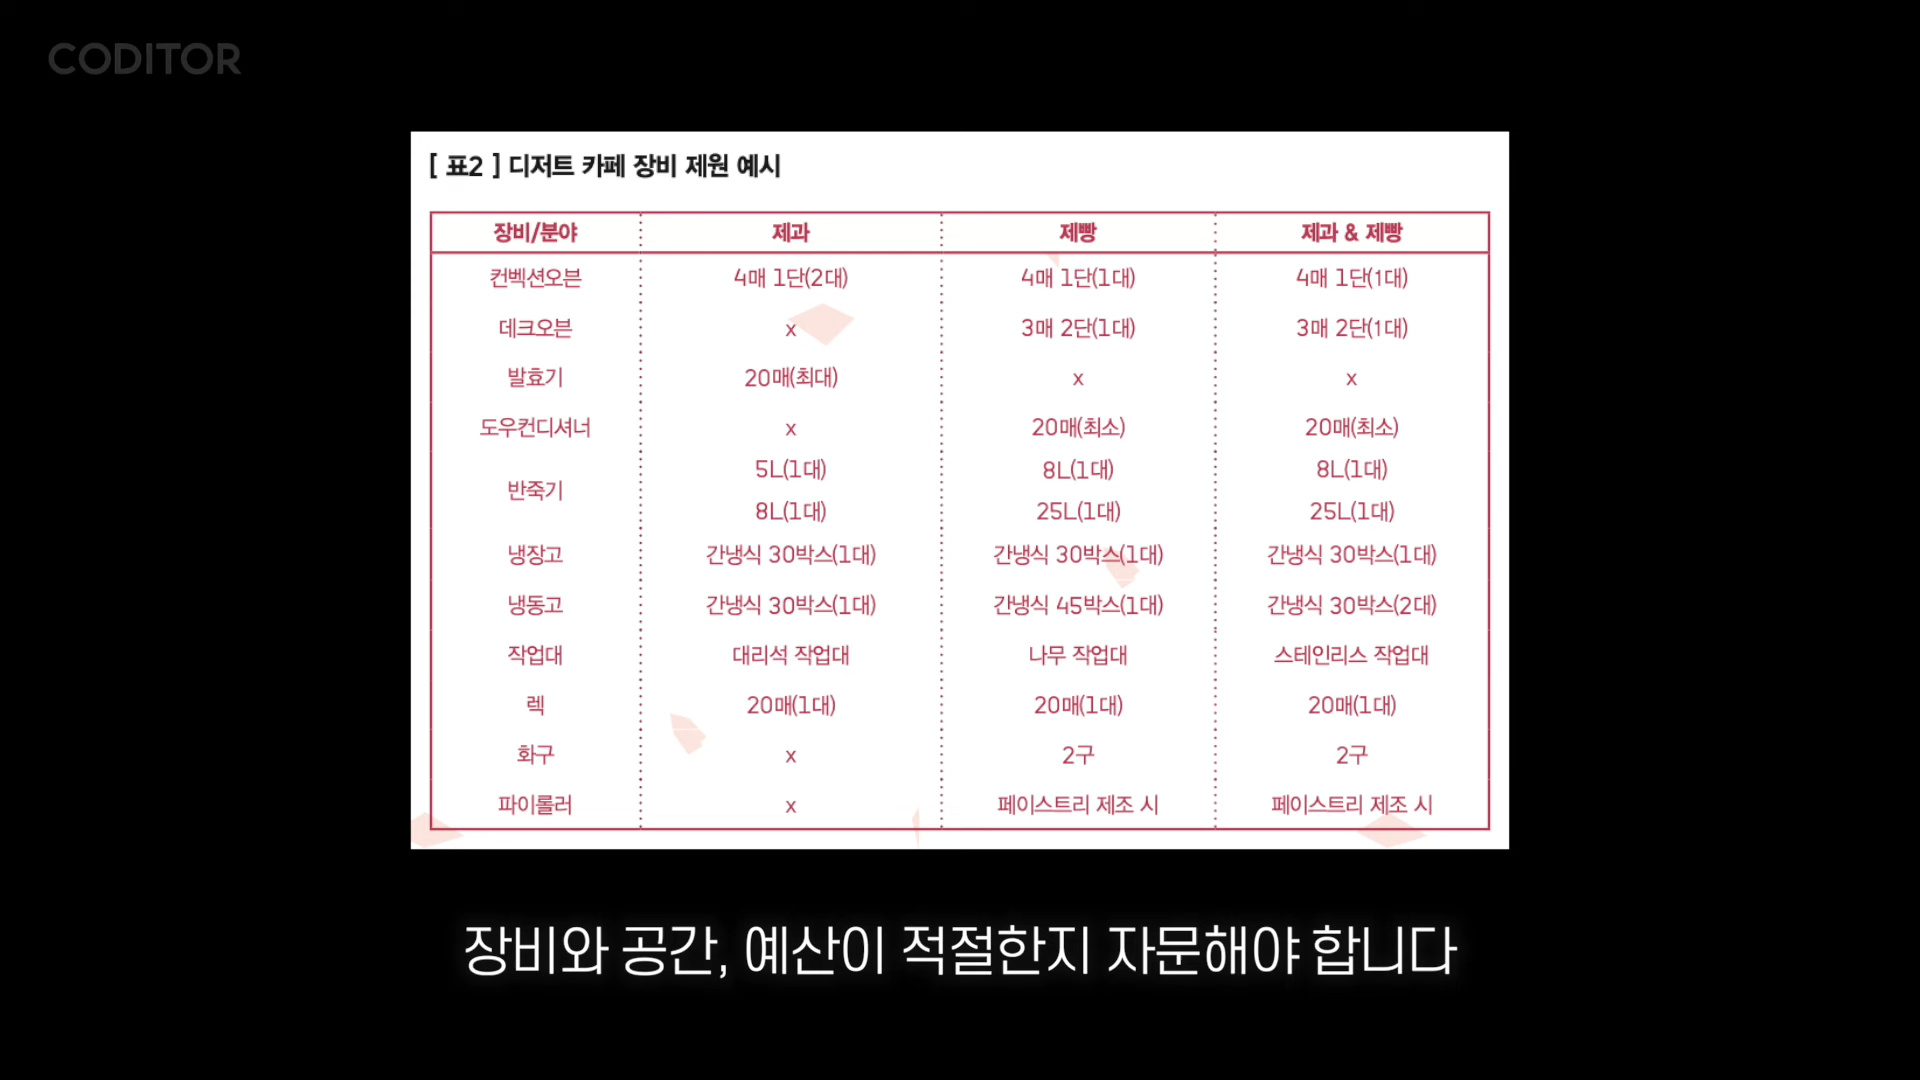 CODITOR
[ 표2 ] 디저트 카페 장비 제원 예시
장비/분야 제과 제빵 제과 & 제빵
컨벡션오븐 4매 1단(2대) 4매 1단(1대) 4매 1단(1대)
데크오븐 x 3매 2단(1대) 3매 2단(1대)
발효기 20매(최대) x x
도우컨디셔너 x 20매(최소) 20매(최소)
반죽기 5L(1대) 8L(1대) 8L(1대)
8L(1대) 25L(1대) 25L(1대)
냉장고 간냉식 30박스(1대) 간냉식 30박스(1대) 간냉식 30박스(1대)
냉동고 간냉식 30박스(1대) 간냉식 45박스(1대) 간냉식 30박스(2대)
작업대 대리석 작업대 나무 작업대 스테인리스 작업대
렉 20매(1대) 20매(1대) 20매(1대)
화구 x 2구 2구
파이롤러 x 페이스트리 제조 시 페이스트리 제조 시
장비와 공간, 예산이 적절한지 자문해야 합니다